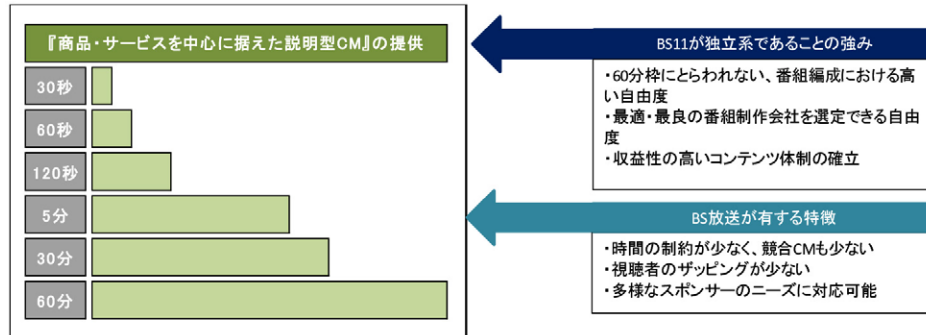 『商品・サービスを中心に据えた説明型CM』の提供
30秒
60秒
120秒
5分
30分
60分
BS11が独立系であることの強み
・60分枠にとらわれない、番組編成における高
い自由度
・最適・最良の番組制作会社を選定できる自由
度
・収益性の高いコンテンツ体制の確立
BS放送が有する特徴
・時間の制約が少なく、競合CMも少ない
・視聴者のザッピングが少ない
・多様なスポンサーのニーズに対応可能